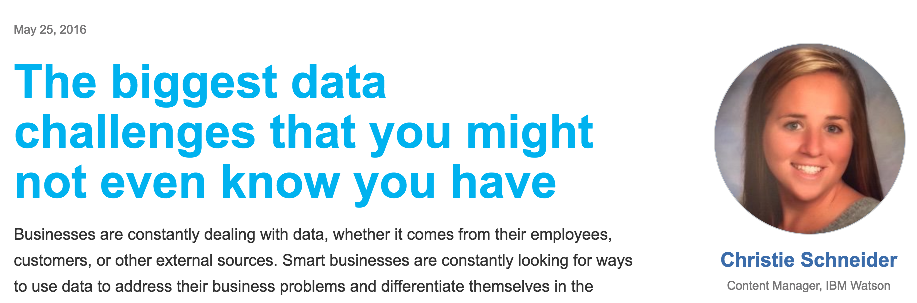 May 25, 2016
The biggest data
challenges that you might
not even know you have
Businesses are constantly dealing with data, whether it comes from their employees,
customers, or other external sources. Smart businesses are constantly looking for ways
to use data to address their business problems and differentiate themselves in the
Christie Schneider
Content Manager, IBM Watson